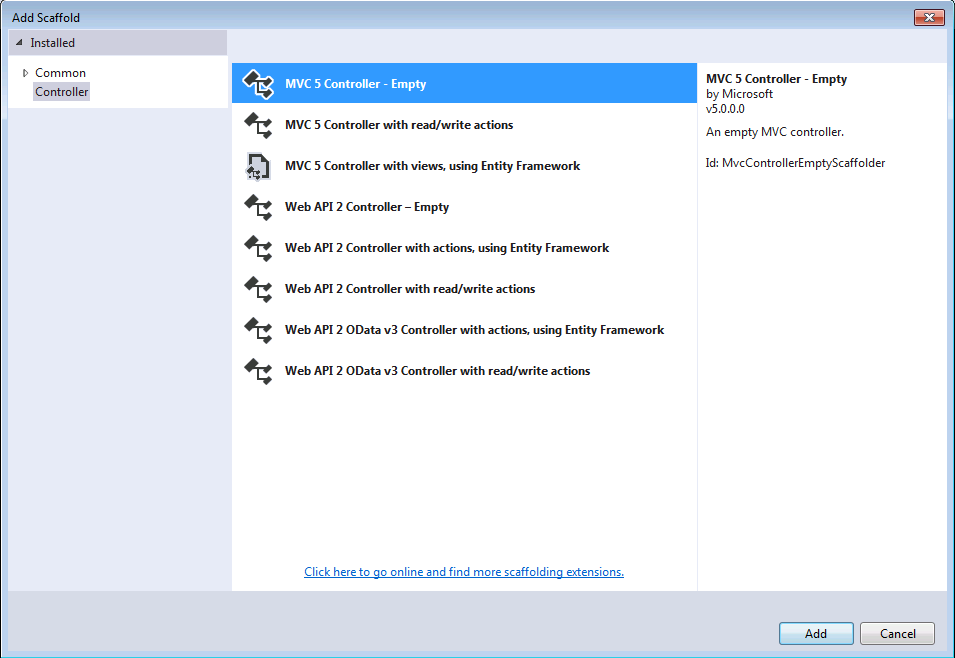 Add Scaffold
Installed
Common
Controller
MVC 5 Controller - Empty
MVC 5 Controller with read/write actions
MVC 5 Controller with views, using Entity Framework
Web API 2 Controller – Empty
Web API 2 Controller with actions, using Entity Framework
Web API 2 Controller with read/write actions
Web API 2 OData v3 Controller with actions, using Entity Framework
Web API 2 OData v3 Controller with read/write actions
Click here to go online and find more scaffolding extensions.
MVC 5 Controller - Empty
by Microsoft
v5.0.0.0
An empty MVC controller.
Id: MvcControllerEmptyScaffolder
Add
Cancel